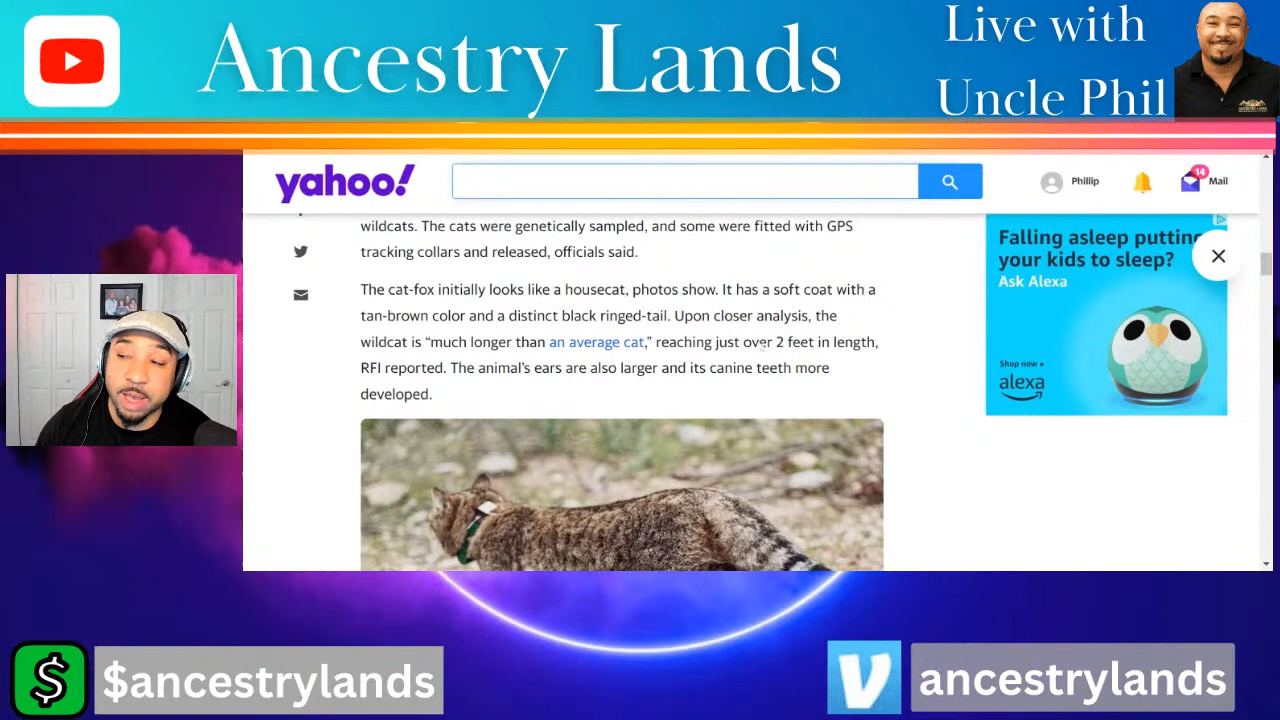 Ancestry Lands
Live with
Uncle Phil
yahoo!
Phillip
14
Mail
wildcats. The cats were genetically sampled, and some were fitted with GPS
tracking collars and released, officials said.
The cat-fox initially looks like a housecat, photos show. It has a soft coat with a
tan-brown color and a distinct black ringed-tail. Upon closer analysis, the
wildcat is “much longer than an average cat,” reaching just over 2 feet in length,
RFI reported. The animal’s ears are also larger and its canine teeth more
developed.
Falling asleep putting
your kids to sleep?
Ask Alexa
Shop now »
alexa
$ancestrylands
ancestrylands